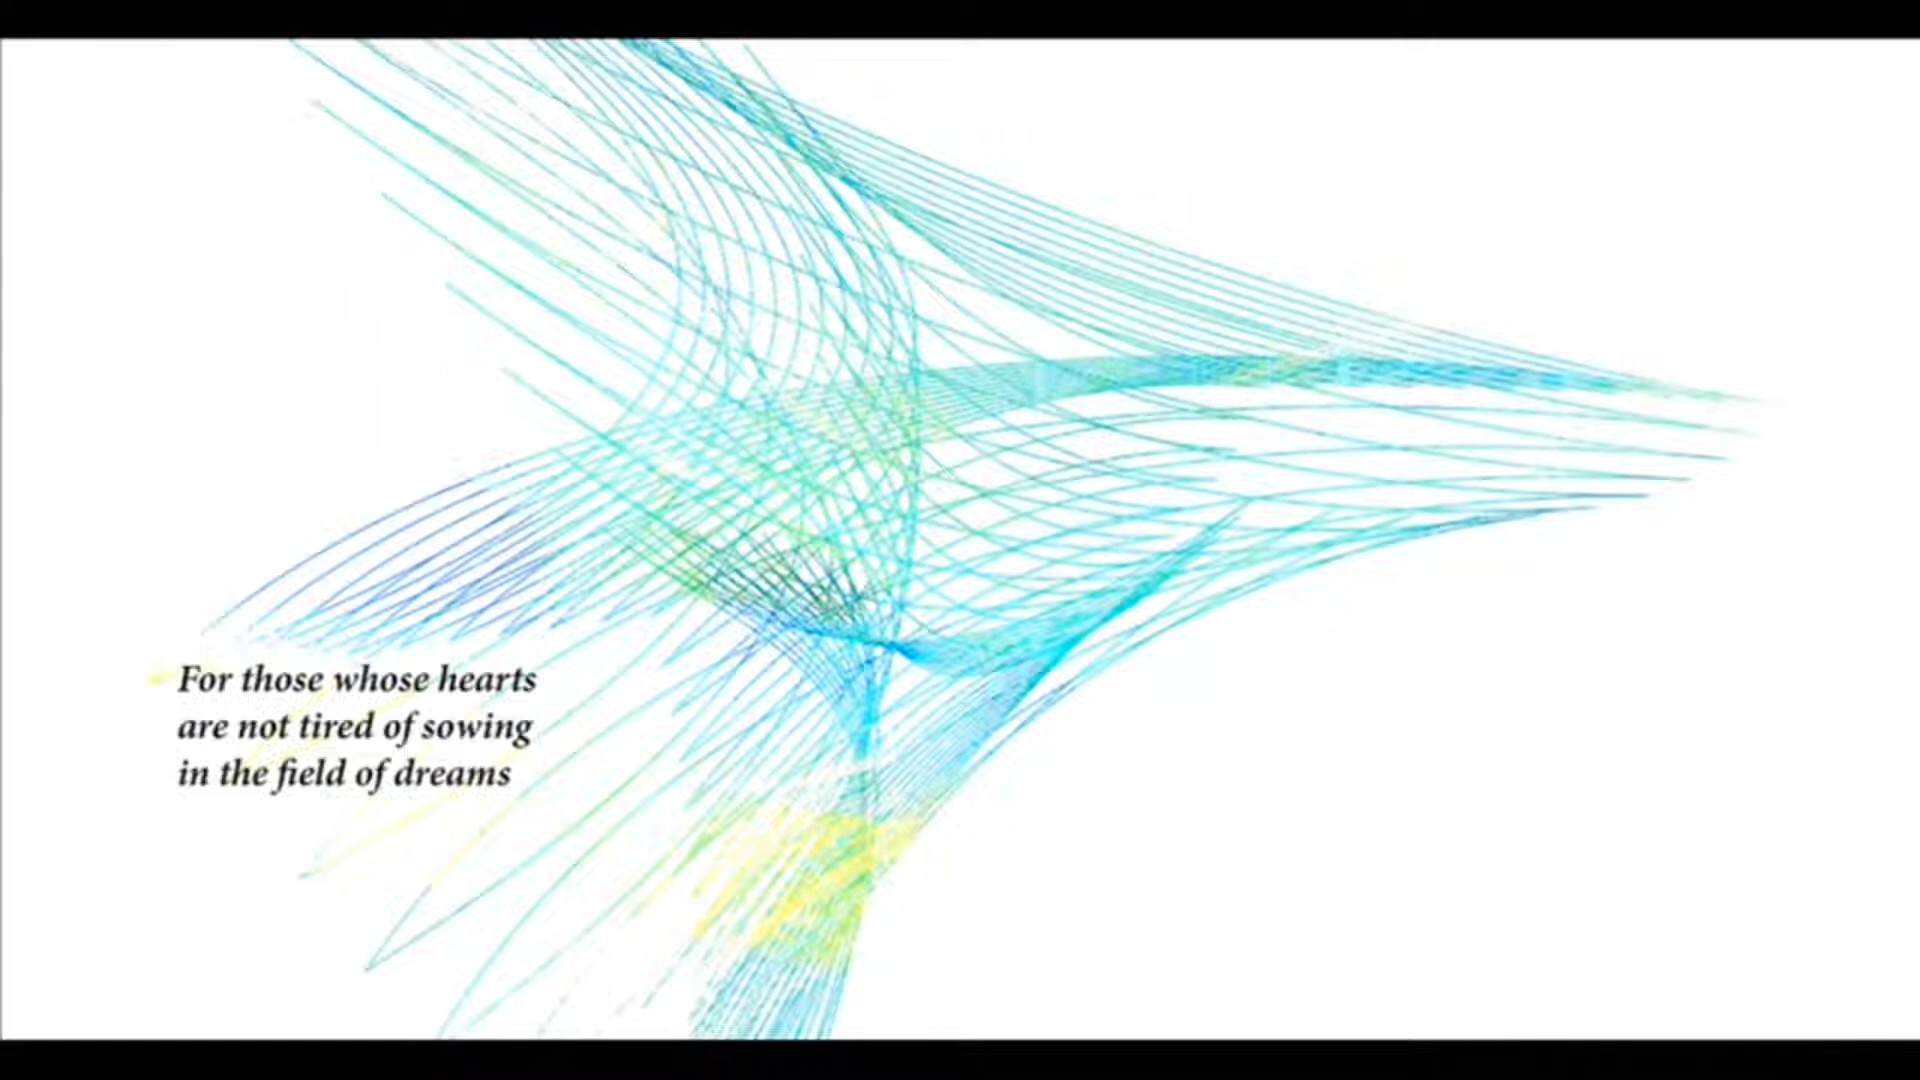 For those whose hearts
are not tired of sowing
in the field of dreams